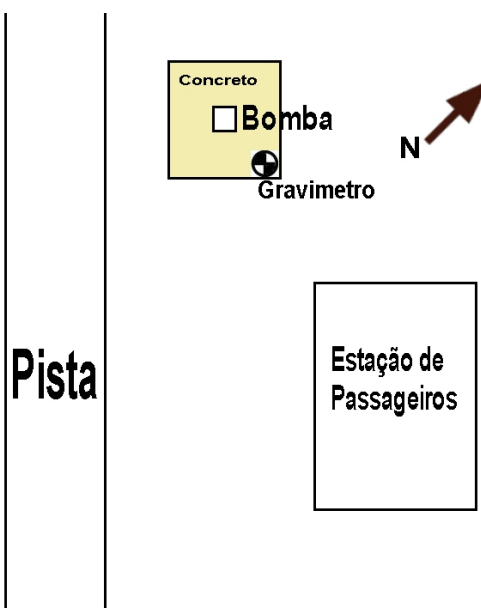 Concreto
Bomba
N
Gravimetro
Pista
Estação de
Passageiros